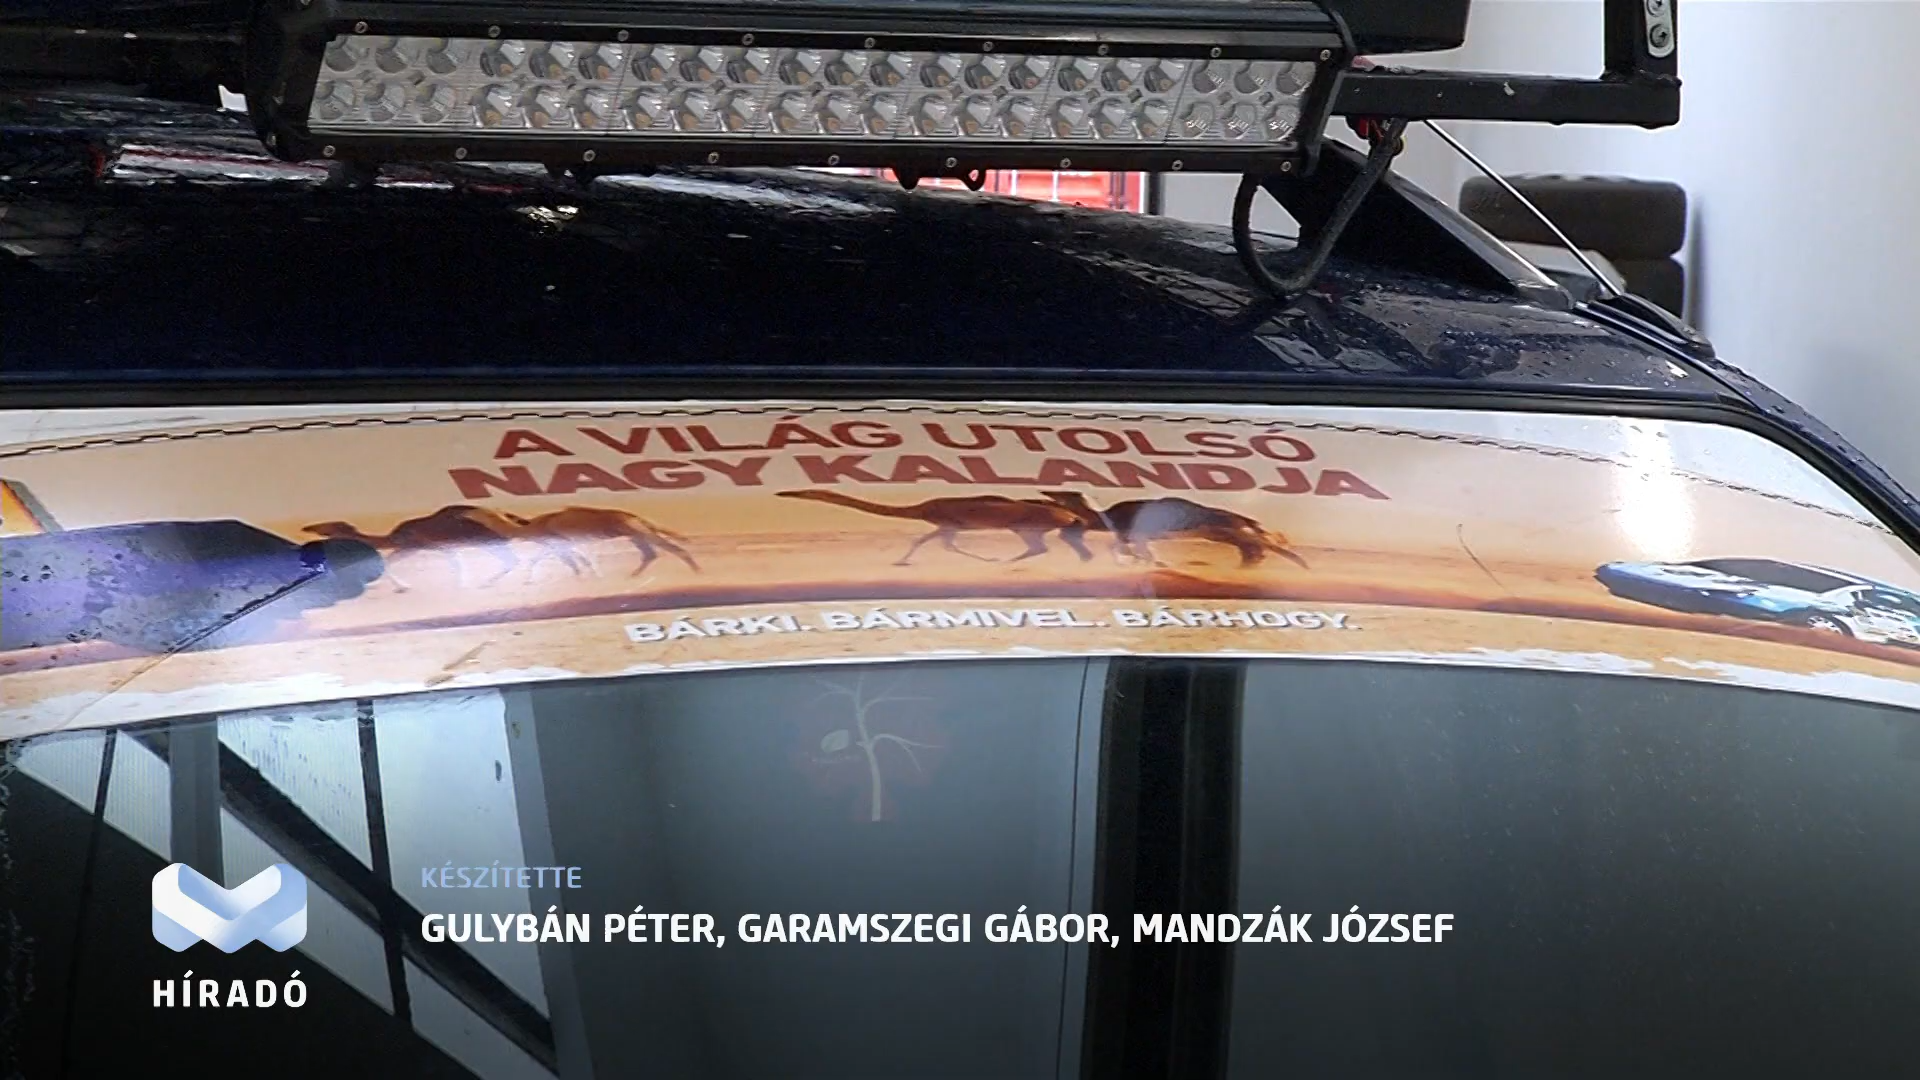 A VILÁG UTOLSÓ
NAGY KALANDJA
BÁRKI. BÁRMIVEL. BÁRHOGY.
KÉSZÍTETTE
GULYBÁN PÉTER, GARAMSZEGI GÁBOR, MANDZÁK JÓZSEF
HÍRADÓ